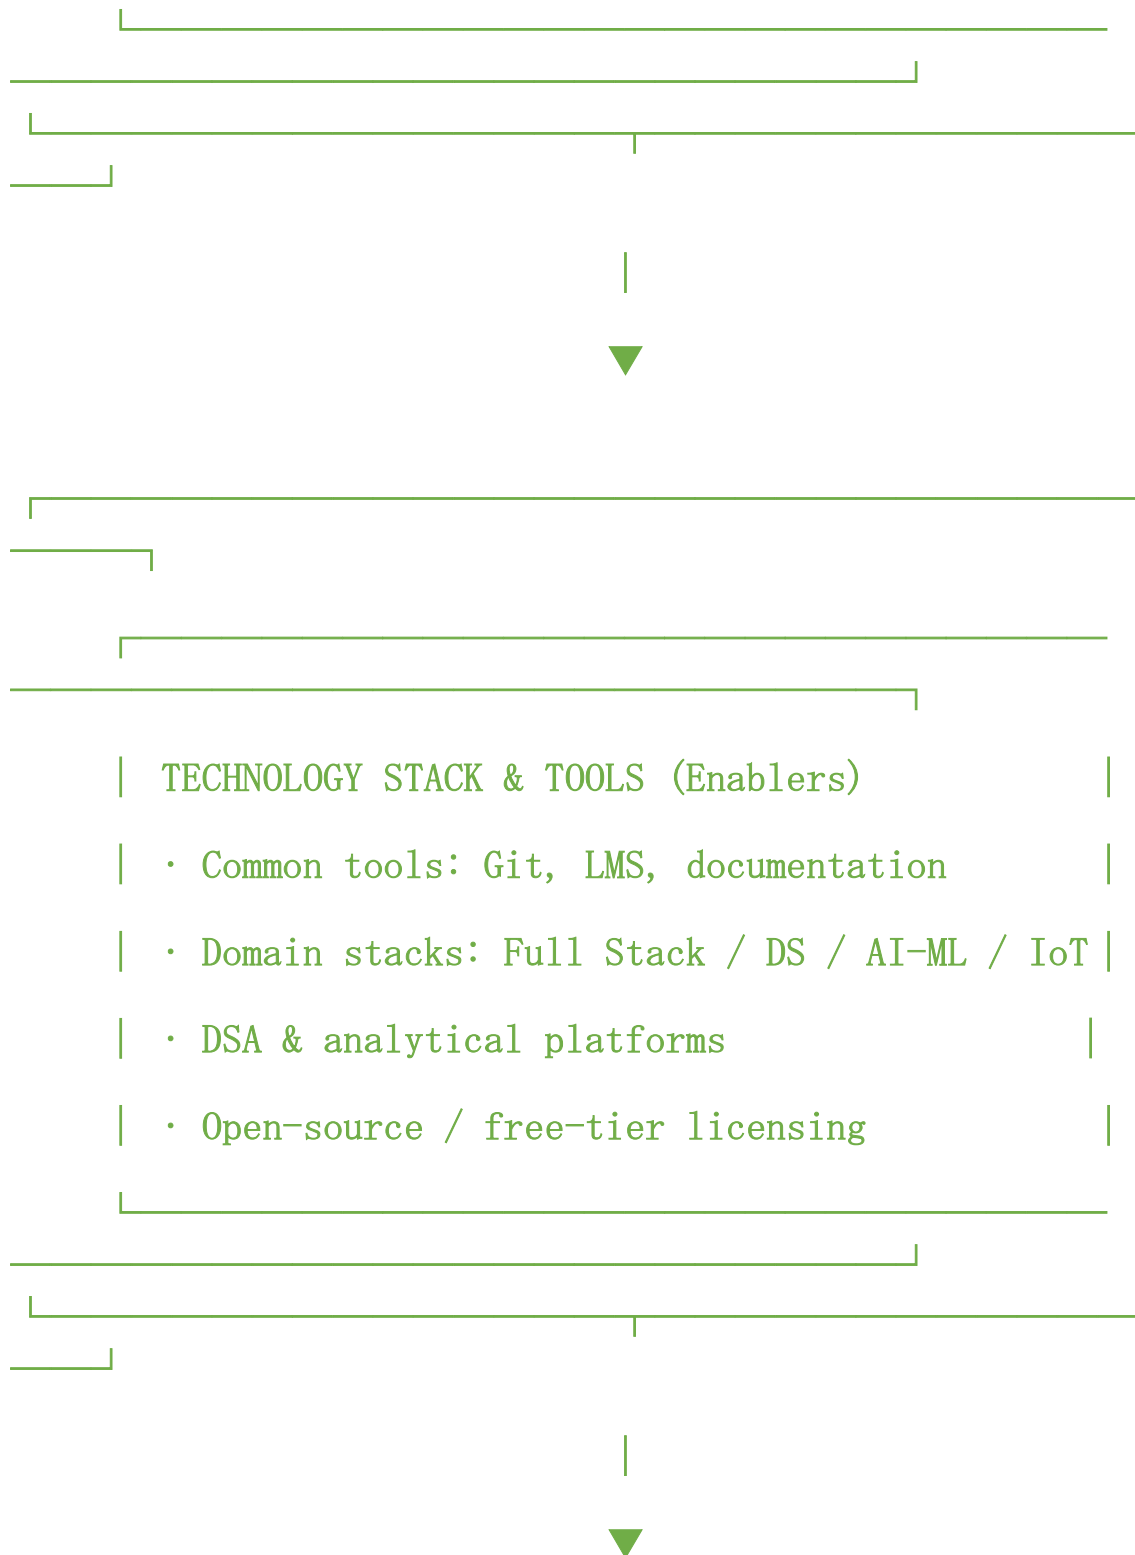 TECHNOLOGY STACK & TOOLS (Enablers)
· Common tools: Git, LMS, documentation
· Domain stacks: Full Stack / DS / AI-ML / IoT
· DSA & analytical platforms
· Open-source / free-tier licensing